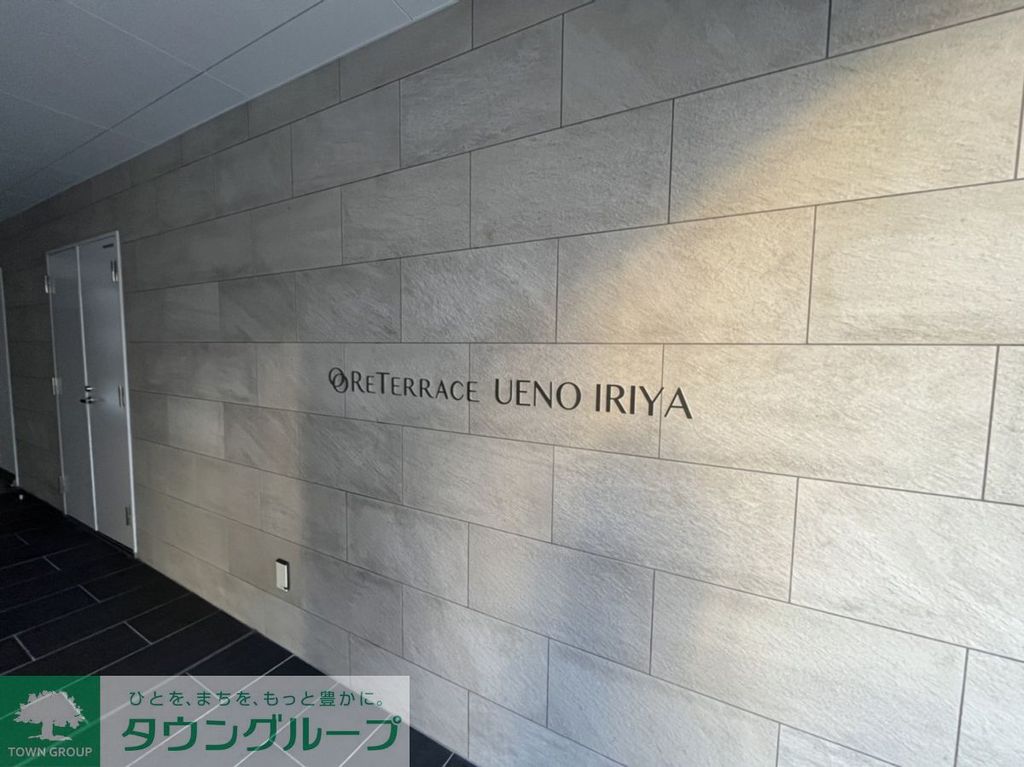 RETERRACE UENO IRIYA
ひとを、まちを、もっと豊かに。
タウングループ
TOWN GROUP